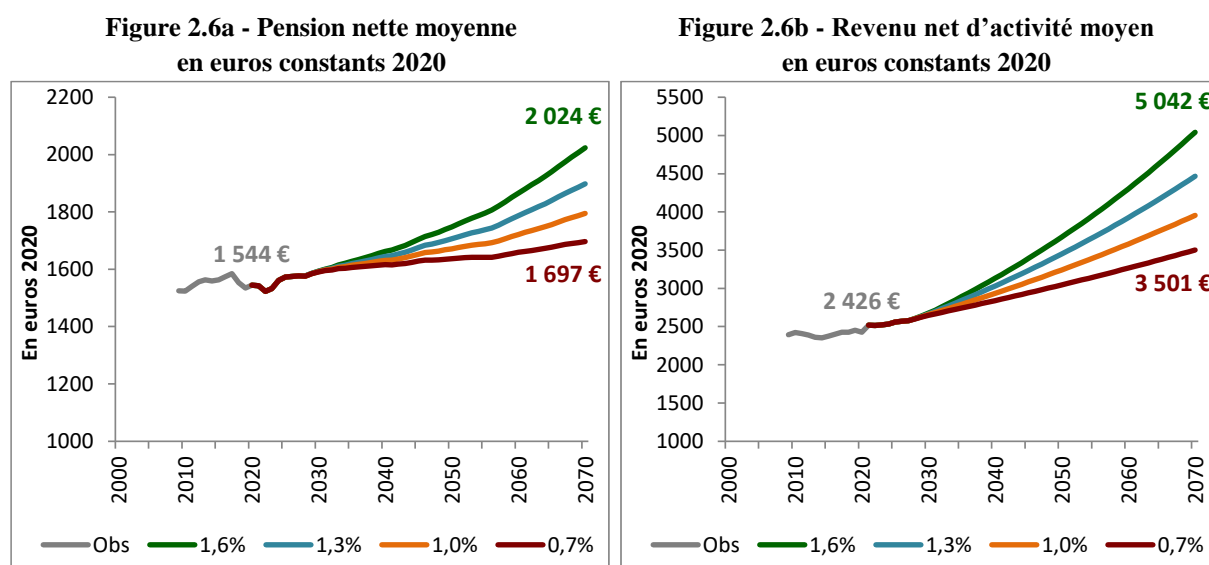 Figure 2.6a - Pension nette moyenne
en euros constants 2020
En euros 2020
2200
2000
1800
1600
1400
1200
1000
2 024 €
1 544 €
1 697 €
2000
2010
2020
2030
2040
2050
2060
2070
Obs
1,6%
1,3%
1,0%
0,7%
Figure 2.6b - Revenu net d’activité moyen
en euros constants 2020
En euros 2020
5500
5000
4500
4000
3500
3000
2500
2000
1500
1000
5 042 €
2 426 €
3 501 €
2000
2010
2020
2030
2040
2050
2060
2070
Obs
1,6%
1,3%
1,0%
0,7%